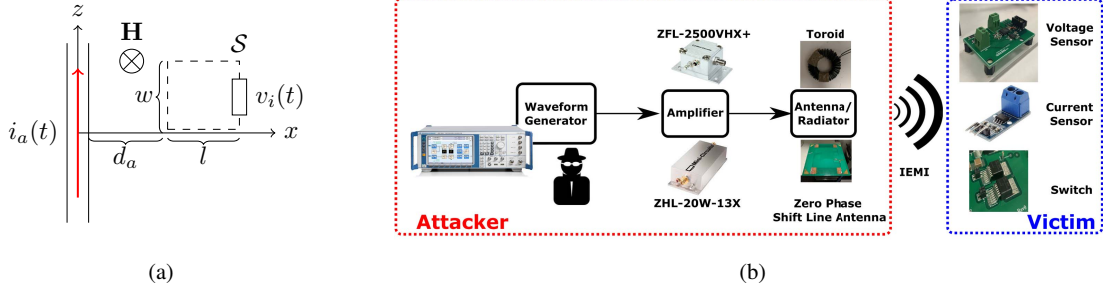 z
H
S
w
v_i(t)
i_a(t)
x
d_a
l
(a)
ZFL-2500VHX+
Toroid
Waveform
Generator
Amplifier
Antenna/
Radiator
ZHL-20W-13X
Zero Phase
Shift Line Antenna
Attacker
IEMI
Voltage
Sensor
Current
Sensor
Switch
Victim
(b)